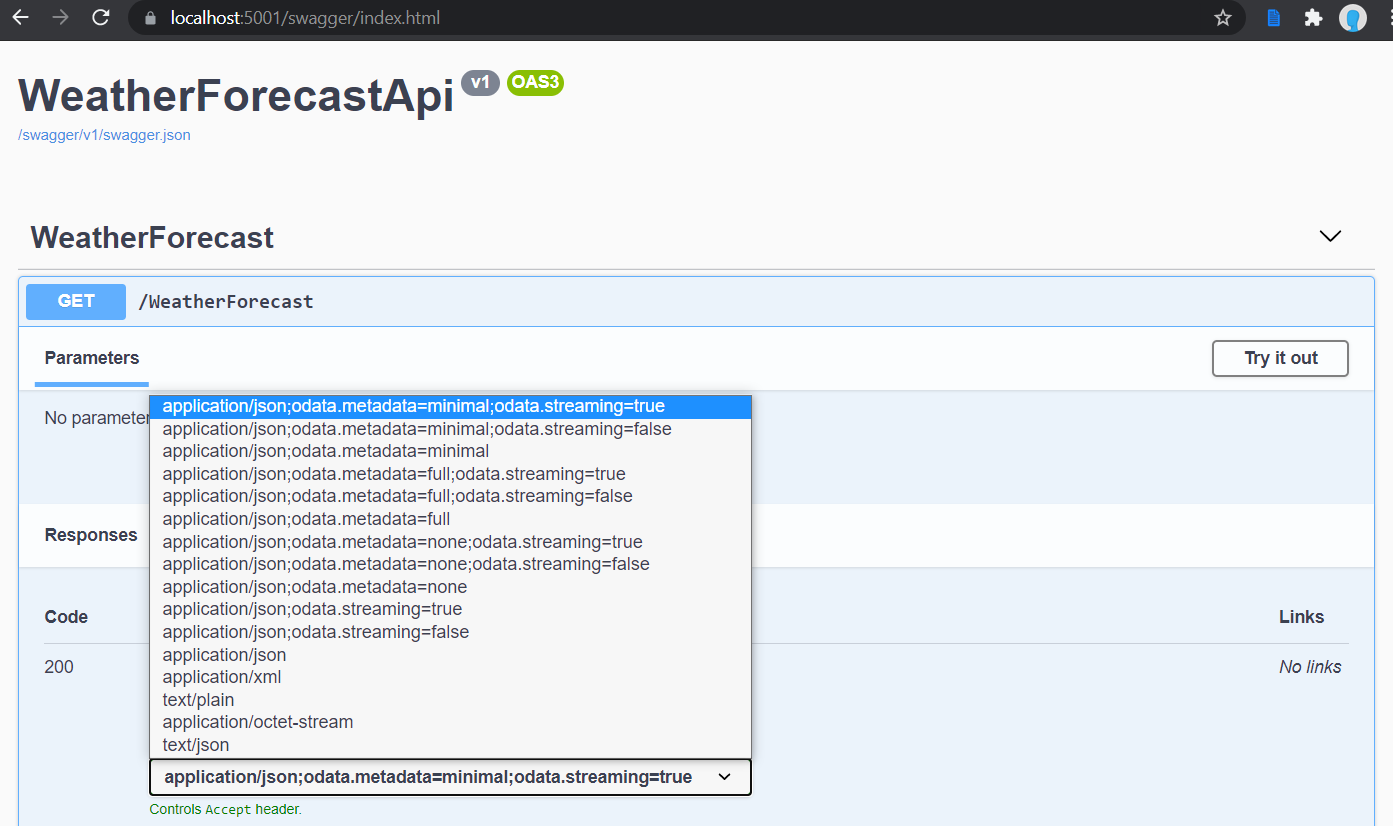 localhost:5001/swagger/index.html
WeatherForecastApi v1 OAS3
/swagger/v1/swagger.json
WeatherForecast
GET /WeatherForecast
Parameters
Try it out
No parameter
application/json;odata.metadata=minimal;odata.streaming=true
application/json;odata.metadata=minimal;odata.streaming=false
application/json;odata.metadata=minimal
application/json;odata.metadata=full;odata.streaming=true
application/json;odata.metadata=full;odata.streaming=false
application/json;odata.metadata=full
application/json;odata.metadata=none;odata.streaming=true
application/json;odata.metadata=none;odata.streaming=false
application/json;odata.metadata=none
application/json;odata.streaming=true
application/json;odata.streaming=false
application/json
application/xml
text/plain
application/octet-stream
text/json
Responses
Code
Links
200
No links
application/json;odata.metadata=minimal;odata.streaming=true
Controls Accept header.